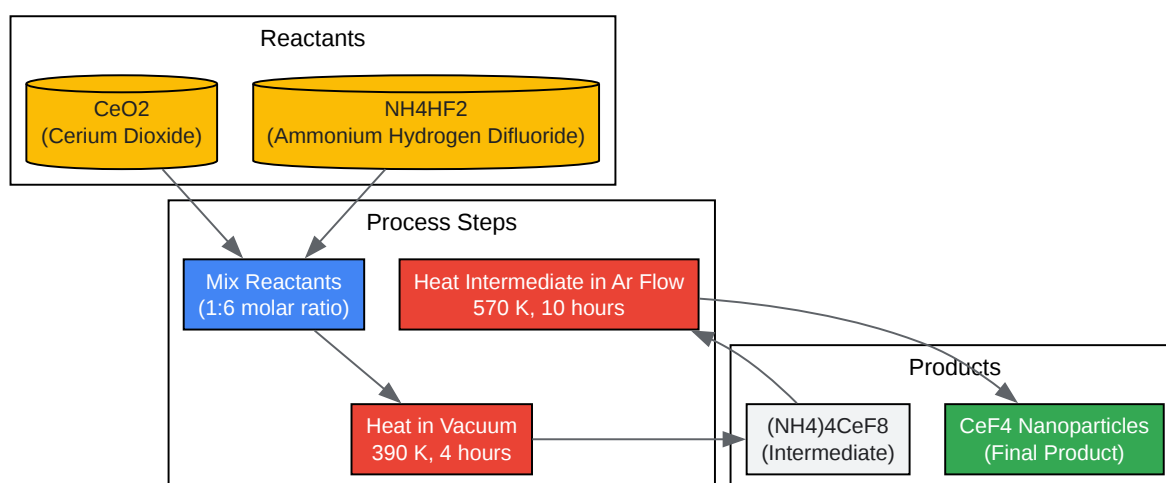 Reactants
CeO2
(Cerium Dioxide)
NH4HF2
(Ammonium Hydrogen Difluoride)
Process Steps
Mix Reactants
(1:6 molar ratio)
Heat Intermediate in Ar Flow
570 K, 10 hours
Heat in Vacuum
390 K, 4 hours
Products
(NH4)4CeF8
(Intermediate)
CeF4 Nanoparticles
(Final Product)